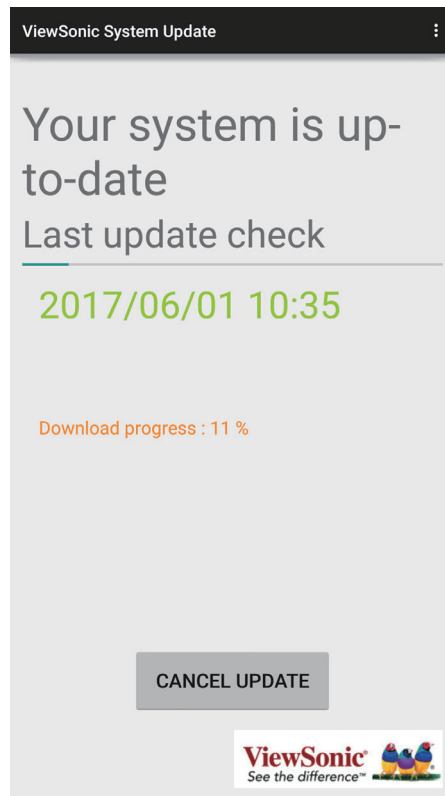 ViewSonic System Update
Your system is up-
to-date
Last update check
2017/06/01 10:35
Download progress : 11 %
CANCEL UPDATE
ViewSonic®
See the difference™